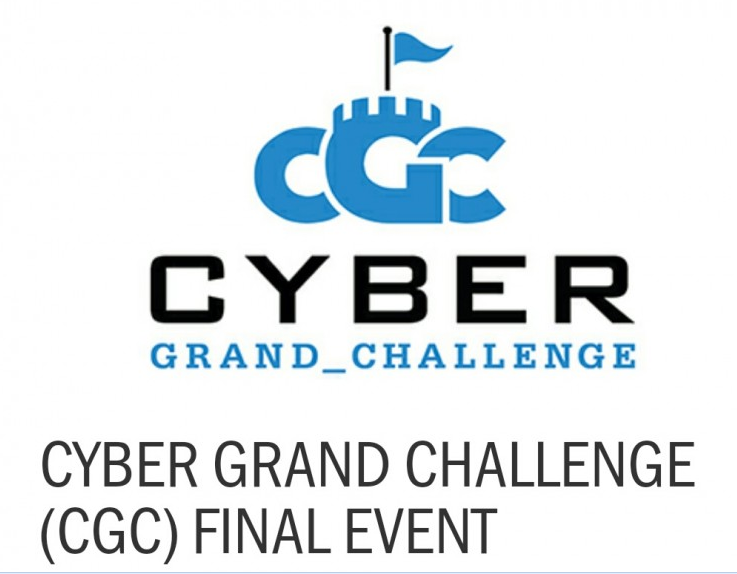 CGC
CYBER
GRAND_CHALLENGE
CYBER GRAND CHALLENGE
(CGC) FINAL EVENT